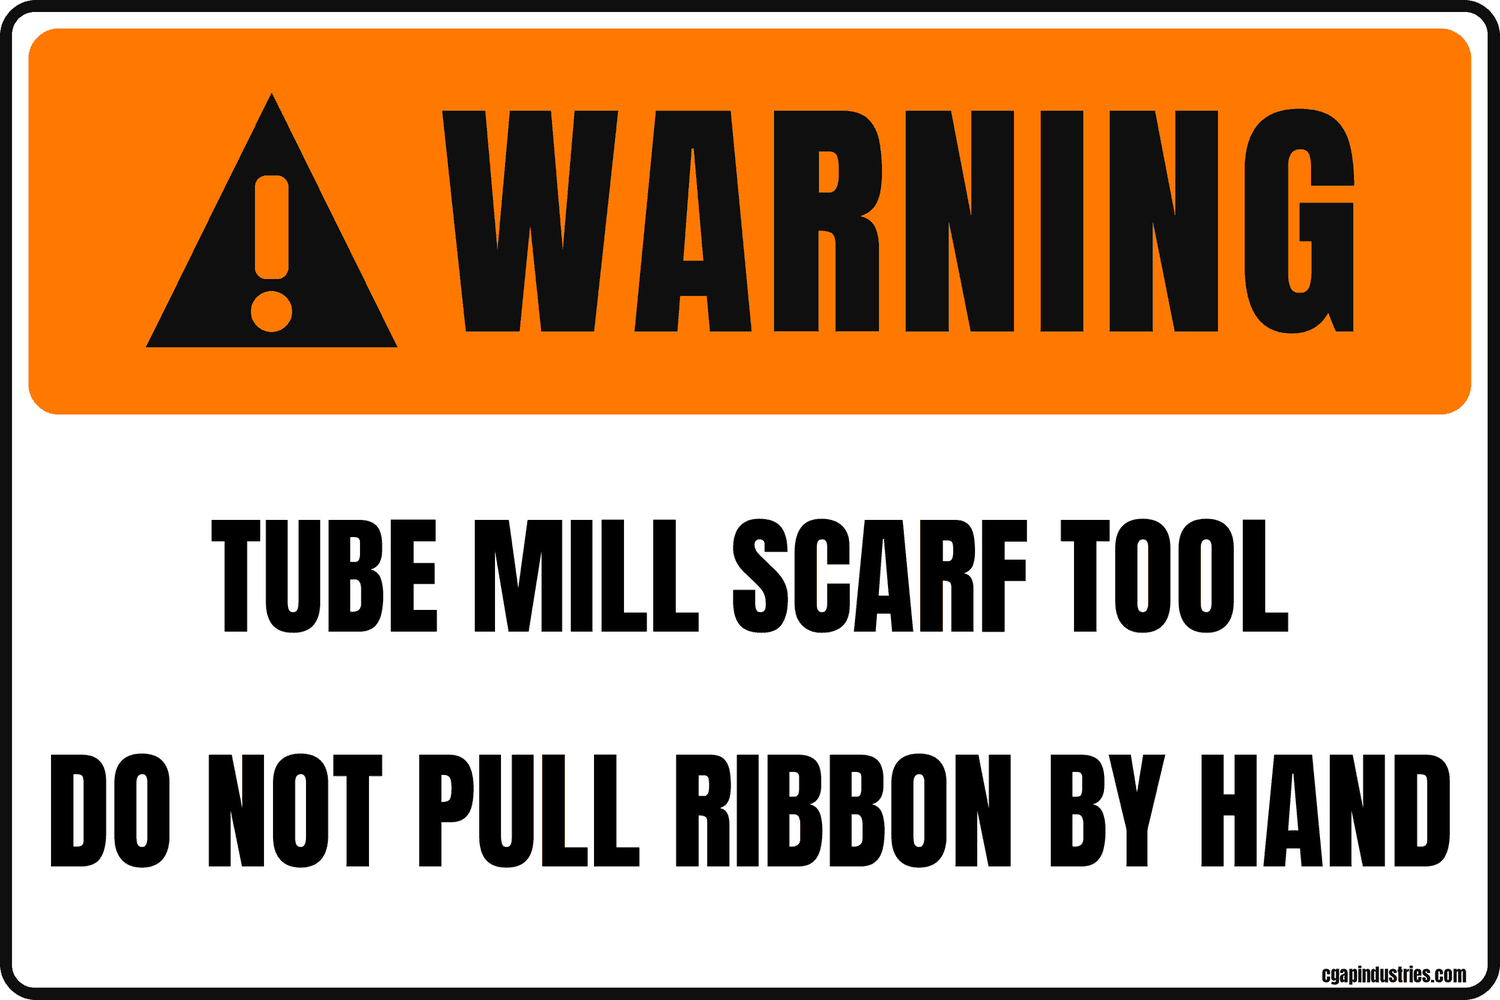 WARNING
TUBE MILL SCARF TOOL
DO NOT PULL RIBBON BY HAND
cgapindustries.com